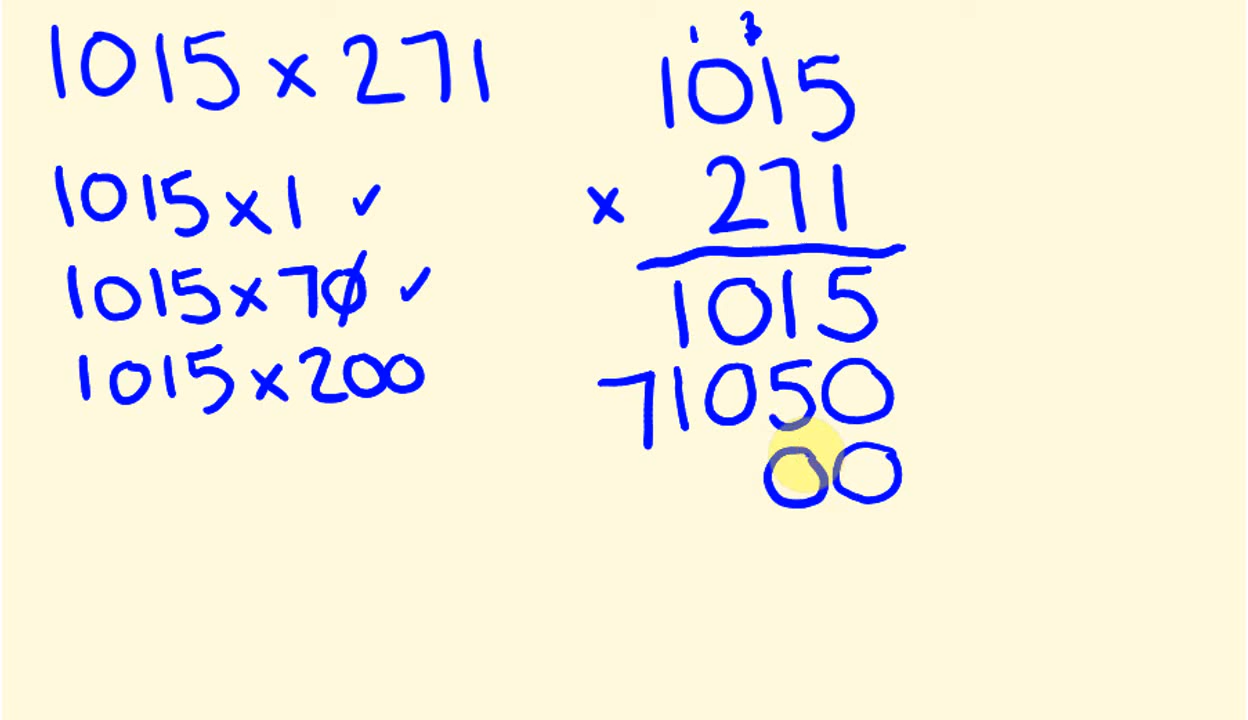 1015 x 271
1015 x 1 ✓
1015 x 70 ✓
1015 x 200
1 3
1015
x 271
1015
71050
00